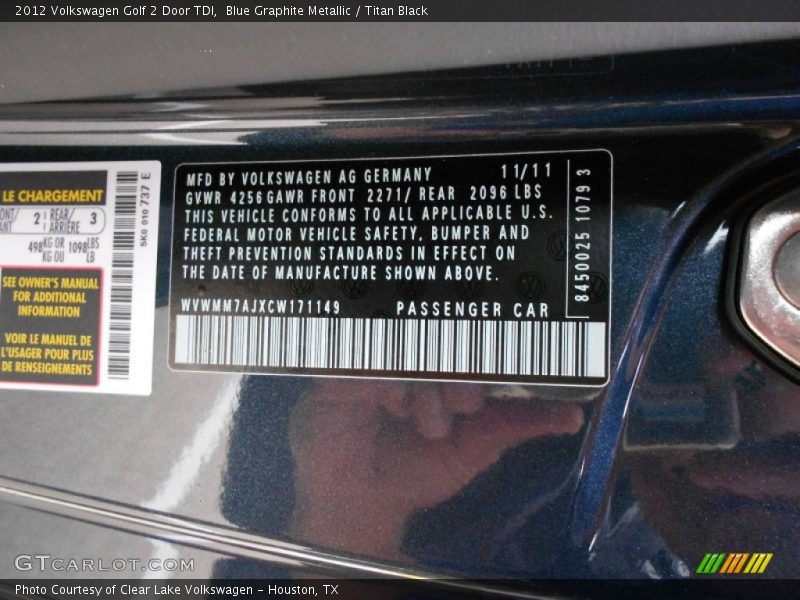 2012 Volkswagen Golf 2 Door TDI,  Blue Graphite Metallic / Titan Black
LE CHARGEMENT
2 REAR/ARRIÈRE 3
498 KG OR KG OU 1098 LBS LB
SEE OWNER'S MANUAL
FOR ADDITIONAL
INFORMATION
VOIR LE MANUEL DE
L'USAGER POUR PLUS
DE RENSEIGNEMENTS
5K0 010 737 E
MFD BY VOLKSWAGEN AG GERMANY 11/11
GVWR 4256 GAWR FRONT 2271/ REAR 2096 LBS
THIS VEHICLE CONFORMS TO ALL APPLICABLE U.S.
FEDERAL MOTOR VEHICLE SAFETY, BUMPER AND
THEFT PREVENTION STANDARDS IN EFFECT ON
THE DATE OF MANUFACTURE SHOWN ABOVE.
WVWMM7AJXCW171149 PASSENGER CAR
8450025 1079 3
GTCARLOT.COM
Photo Courtesy of Clear Lake Volkswagen – Houston, TX